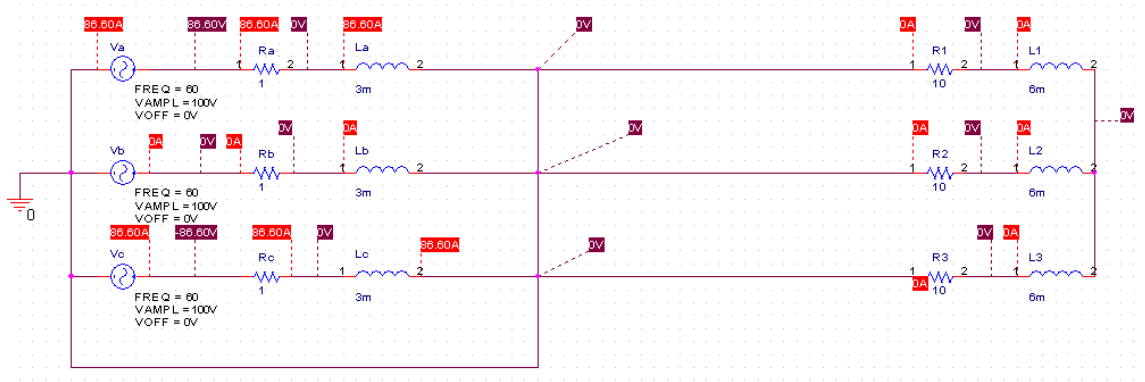 86.60A 86.60V 86.60A 0V 86.60A 0V 0A 0V 0A
Va Ra La R1 L1
1 2 1 2 1 2 1 2
1 3m 10 6m
FREQ = 60
VAMPL = 100V
VOFF = 0V
0V
0A 0V 0A 0V 0A 0V 0A 0V 0A
Vb Rb Lb R2 L2
1 2 1 2 1 2 1 2
1 3m 10 6m
FREQ = 60
VAMPL = 100V
VOFF = 0V
0
86.60A -86.60V 86.60A 0V 86.60A 0V 0V 0A
Vc Rc Lc R3 L3
1 2 1 2 1 2
0A
1 3m 10 6m
FREQ = 60
VAMPL = 100V
VOFF = 0V